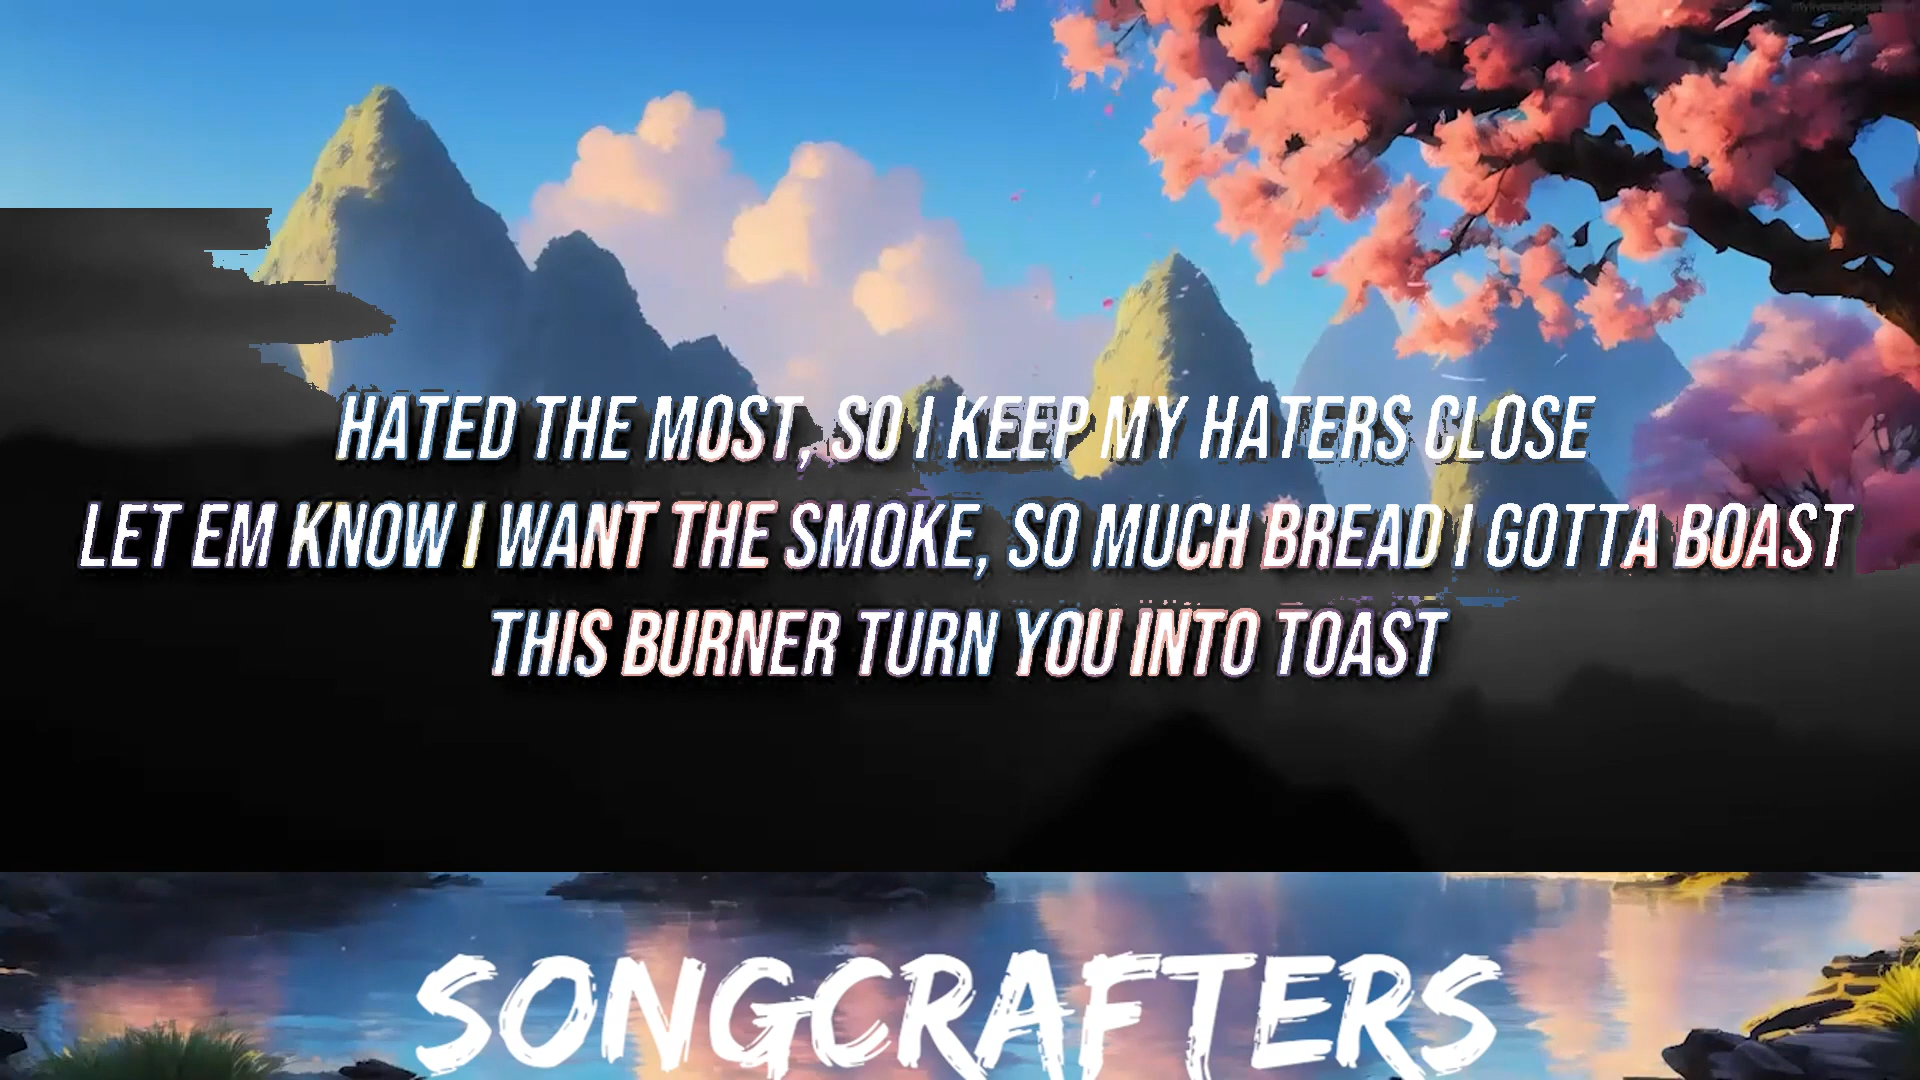 HATED THE MOST, SO I KEEP MY HATERS CLOSE
LET EM KNOW I WANT THE SMOKE, SO MUCH BREAD I GOTTA BOAST
THIS BURNER TURN YOU INTO TOAST
SONGCRAFTERS